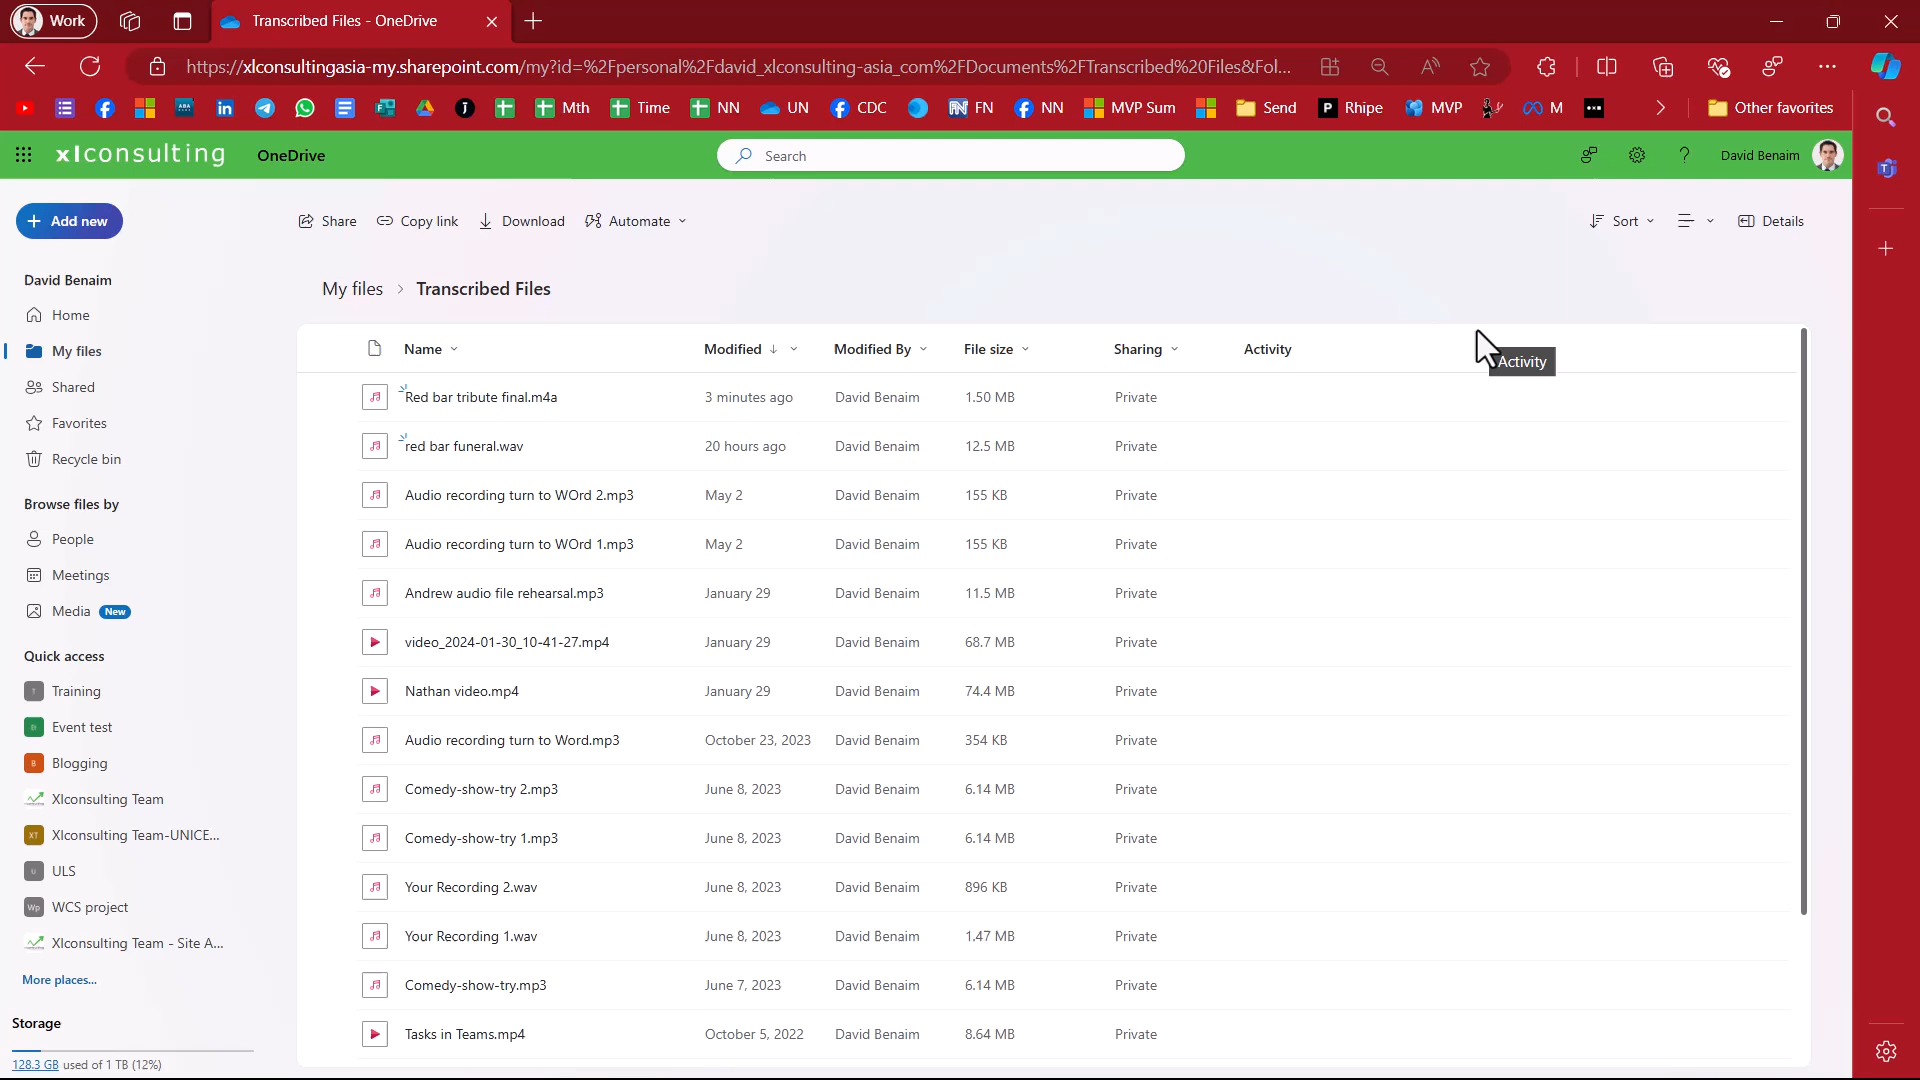 Work
Transcribed Files - OneDrive
https://xlconsultingasia-my.sharepoint.com/my?id=%2Fpersonal%2Fdavid_xlconsulting-asia_com%2FDocuments%2FTranscribed%20Files&Fol...
Mth
Time
NN
UN
CDC
FN
NN
MVP Sum
Send
Rhipe
MVP
M
Other favorites
xlconsulting
OneDrive
Search
David Benaim
Add new
Share
Copy link
Download
Automate
Sort
Details
David Benaim
Home
My files
Shared
Favorites
Recycle bin
Browse files by
People
Meetings
Media New
Quick access
Training
Event test
Blogging
Xlconsulting Team
Xlconsulting Team-UNICE...
ULS
WCS project
Xlconsulting Team - Site A...
More places...
Storage
128.3 GB used of 1 TB (12%)
My files > Transcribed Files
Name Modified Modified By File size Sharing Activity
Activity
Red bar tribute final.m4a 3 minutes ago David Benaim 1.50 MB Private
red bar funeral.wav 20 hours ago David Benaim 12.5 MB Private
Audio recording turn to WOrd 2.mp3 May 2 David Benaim 155 KB Private
Audio recording turn to WOrd 1.mp3 May 2 David Benaim 155 KB Private
Andrew audio file rehearsal.mp3 January 29 David Benaim 11.5 MB Private
video_2024-01-30_10-41-27.mp4 January 29 David Benaim 68.7 MB Private
Nathan video.mp4 January 29 David Benaim 74.4 MB Private
Audio recording turn to Word.mp3 October 23, 2023 David Benaim 354 KB Private
Comedy-show-try 2.mp3 June 8, 2023 David Benaim 6.14 MB Private
Comedy-show-try 1.mp3 June 8, 2023 David Benaim 6.14 MB Private
Your Recording 2.wav June 8, 2023 David Benaim 896 KB Private
Your Recording 1.wav June 8, 2023 David Benaim 1.47 MB Private
Comedy-show-try.mp3 June 7, 2023 David Benaim 6.14 MB Private
Tasks in Teams.mp4 October 5, 2022 David Benaim 8.64 MB Private